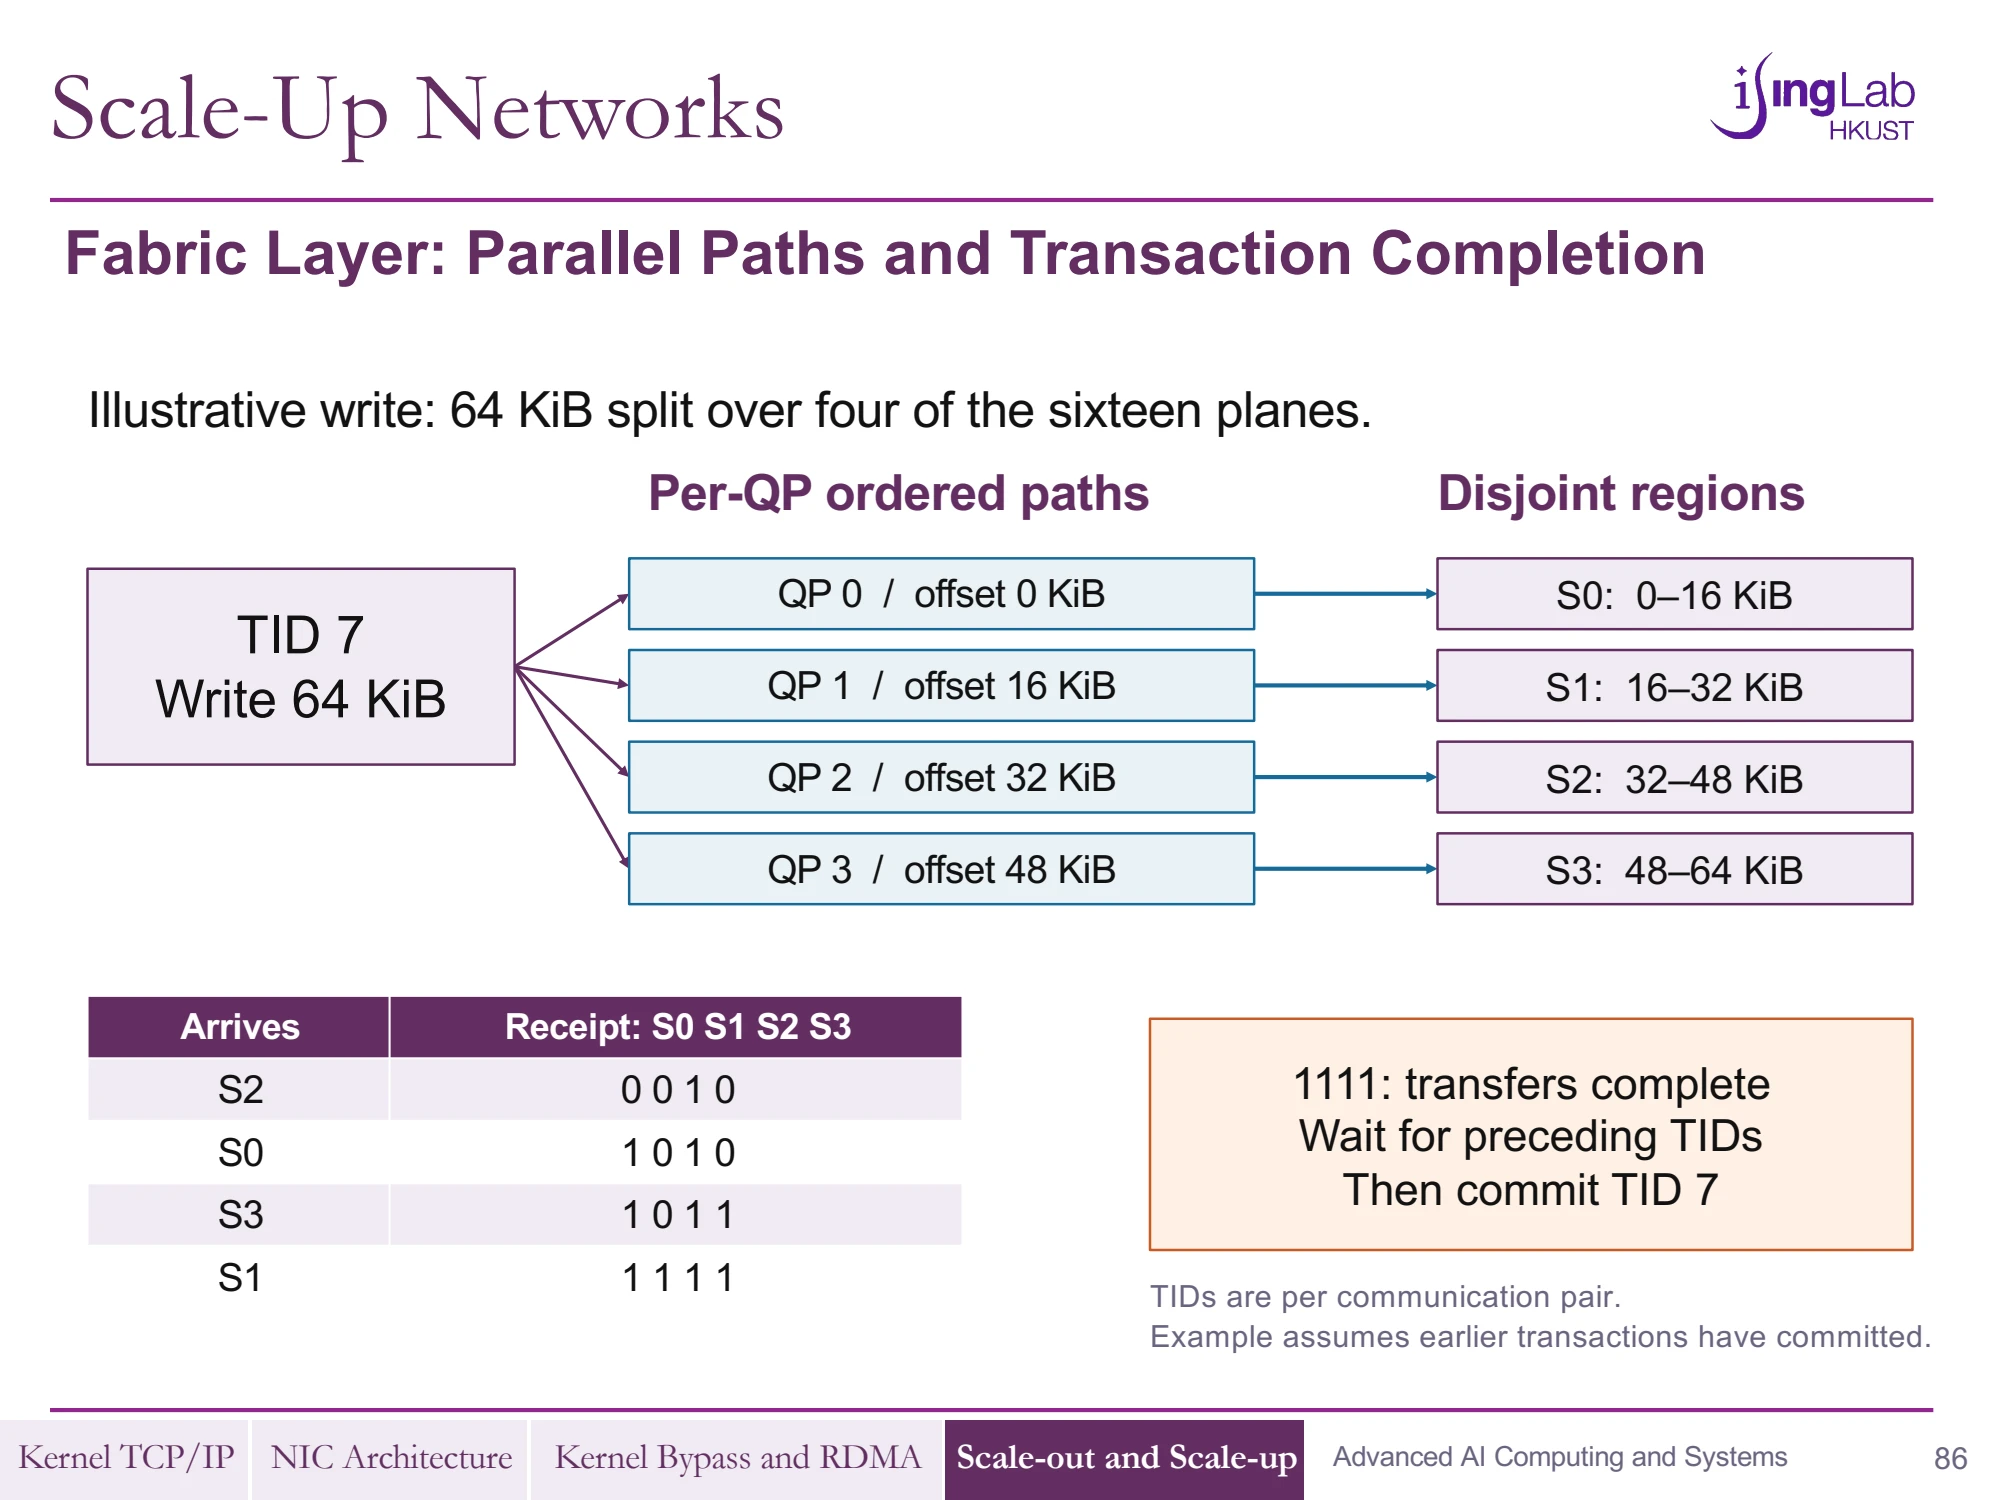 Scale-Up Networks
isingLab
HKUST
Fabric Layer: Parallel Paths and Transaction Completion
Illustrative write: 64 KiB split over four of the sixteen planes.
Per-QP ordered paths
Disjoint regions
TID 7
Write 64 KiB
QP 0 / offset 0 KiB
S0: 0–16 KiB
QP 1 / offset 16 KiB
S1: 16–32 KiB
QP 2 / offset 32 KiB
S2: 32–48 KiB
QP 3 / offset 48 KiB
S3: 48–64 KiB
Arrives Receipt: S0 S1 S2 S3
S2 0 0 1 0
S0 1 0 1 0
S3 1 0 1 1
S1 1 1 1 1
1111: transfers complete
Wait for preceding TIDs
Then commit TID 7
TIDs are per communication pair.
Example assumes earlier transactions have committed.
Kernel TCP/IP NIC Architecture Kernel Bypass and RDMA Scale-out and Scale-up Advanced AI Computing and Systems 86